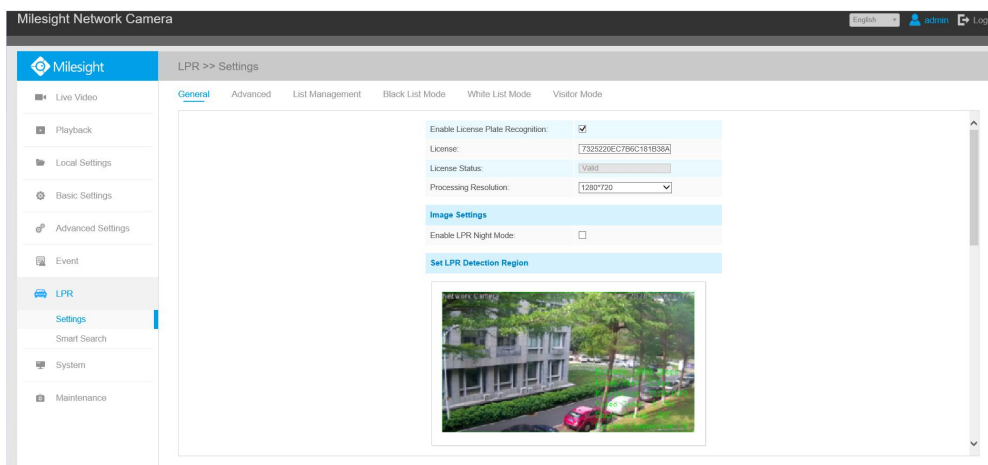 Milesight Network Camera
English
admin
Log
Milesight
LPR >> Settings
Live Video
Playback
Local Settings
Basic Settings
Advanced Settings
Event
LPR
Settings
Smart Search
System
Maintenance
General Advanced List Management Black List Mode White List Mode Visitor Mode
Enable License Plate Recognition:
License: 7325220EC7B6C181B38A
License Status: Valid
Processing Resolution: 1280*720
Image Settings
Enable LPR Night Mode:
Set LPR Detection Region
Network Camera